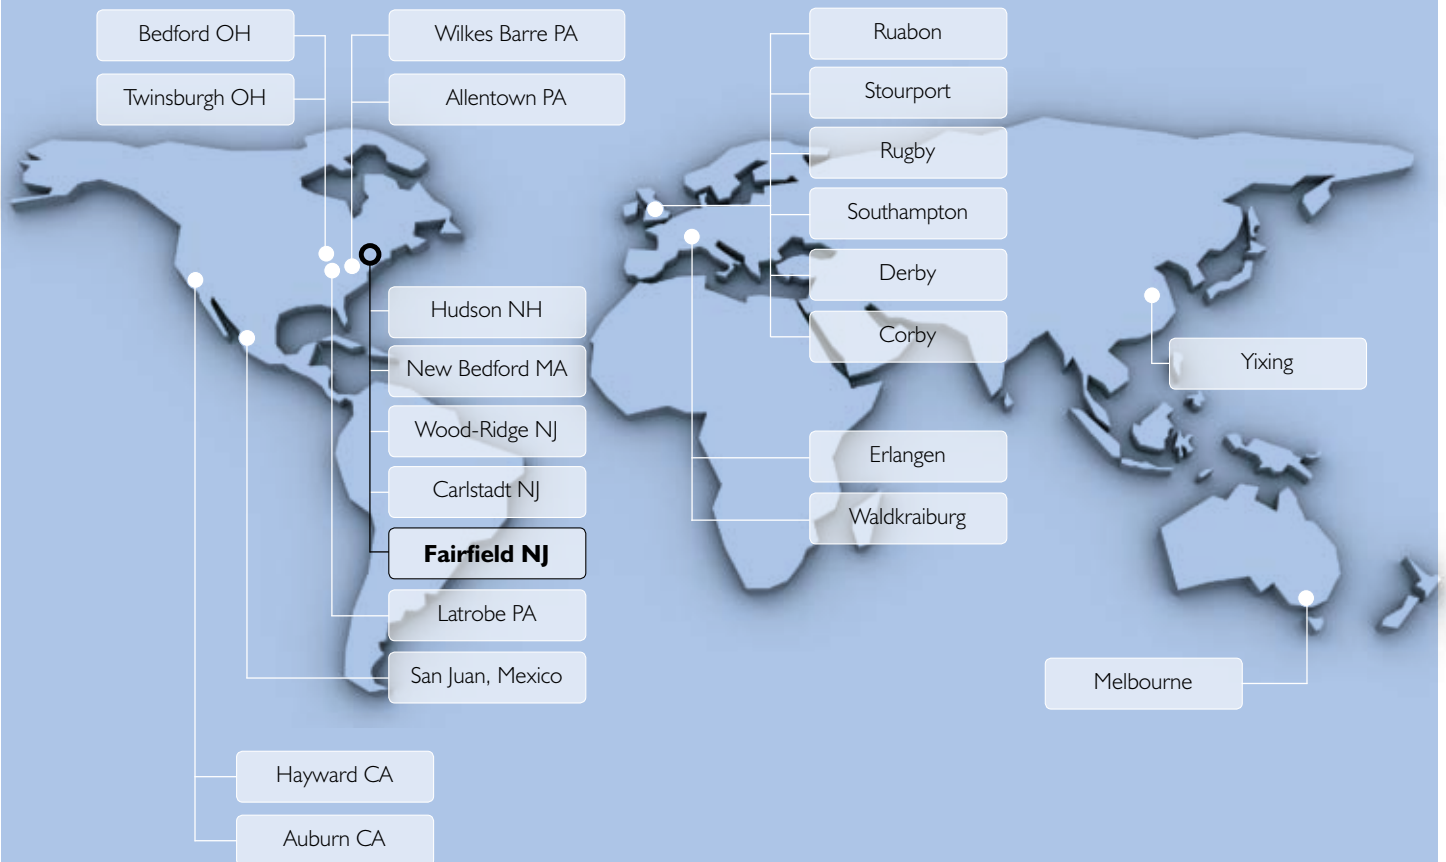 Bedford OH
Twinsburgh OH
Wilkes Barre PA
Allentown PA
Ruabon
Stourport
Rugby
Southampton
Derby
Corby
Hudson NH
New Bedford MA
Wood-Ridge NJ
Carlstadt NJ
Fairfield NJ
Latrobe PA
San Juan, Mexico
Erlangen
Waldkraiburg
Yixing
Melbourne
Hayward CA
Auburn CA